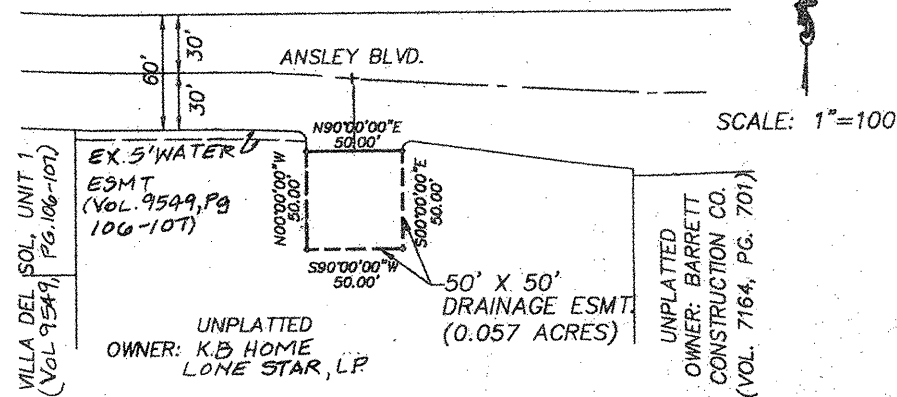 60'
30'
30'
ANSLEY BLVD.
SCALE: 1"=100
N90°00'00"E
50.00'
EX. 5' WATER
ESMT
(VOL. 9549, Pg
106-107)
N00°00'00"W
50.00'
S00°00'00"E
50.00'
S90°00'00"W
50.00'
50' X 50'
DRAINAGE ESMT.
(0.057 ACRES)
VILLA DEL SOL, UNIT 1
(VOL 9549, PG. 106-107)
UNPLATTED
OWNER: KB HOME
LONE STAR, LP
UNPLATTED
OWNER: BARRETT
CONSTRUCTION CO.
(VOL. 7164, PG. 701)